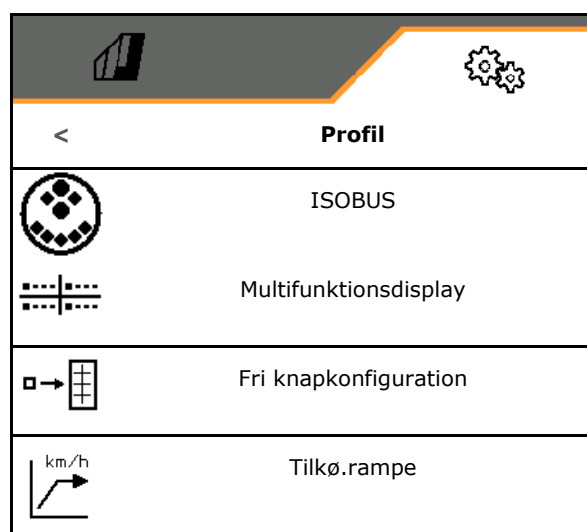 < Profil
ISOBUS
Multifunktionsdisplay
Fri knapkonfiguration
km/h
Tilkø.rampe